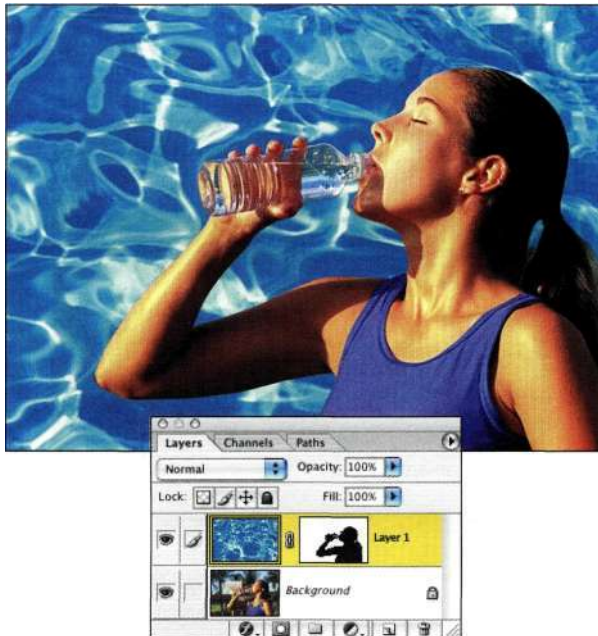 Layers Channels Paths
Normal Opacity: 100%
Lock: Fill: 100%
Layer 1
Background